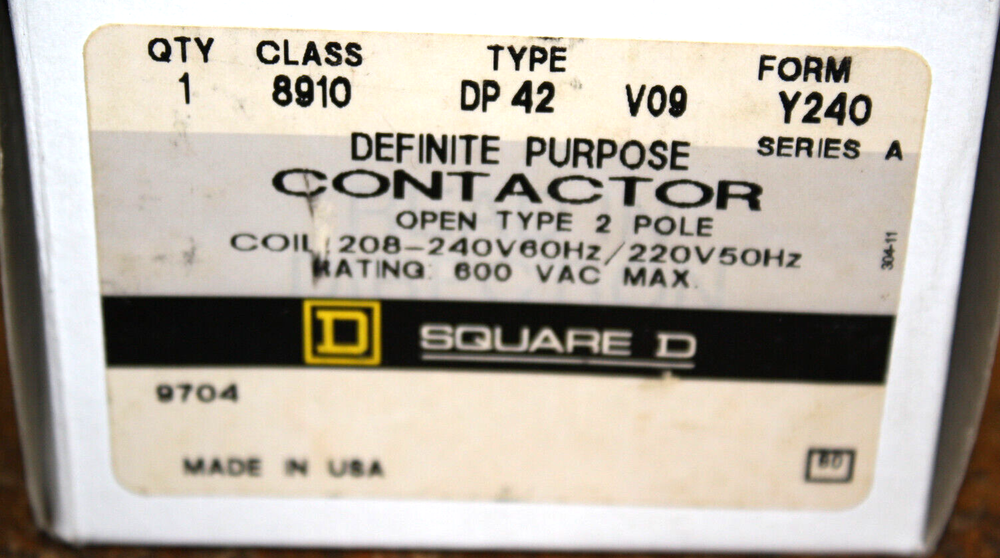 QTY CLASS TYPE FORM
1 8910 DP 42 V09 Y240
DEFINITE PURPOSE SERIES A
CONTACTOR
OPEN TYPE 2 POLE
COIL: 208-240V60Hz/220V50Hz
RATING: 600 VAC MAX.
304-11
D SQUARE D
9704
MADE IN USA
60